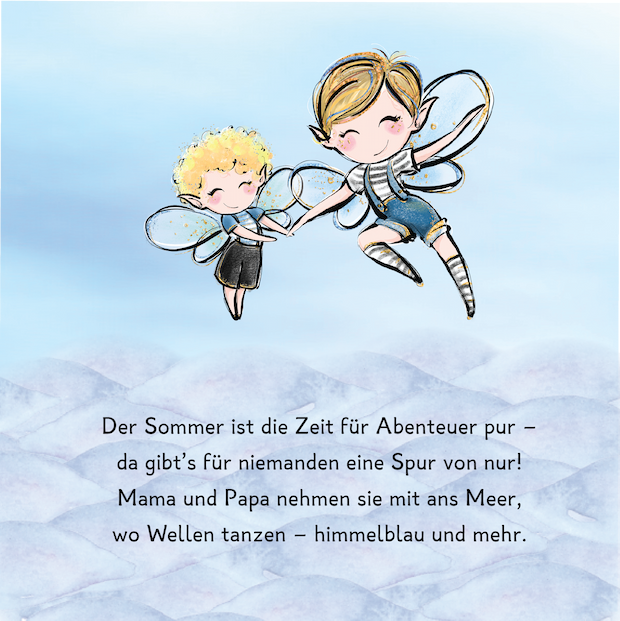 Der Sommer ist die Zeit für Abenteuer pur –
da gibt's für niemanden eine Spur von nur!
Mama und Papa nehmen sie mit ans Meer,
wo Wellen tanzen – himmelblau und mehr.